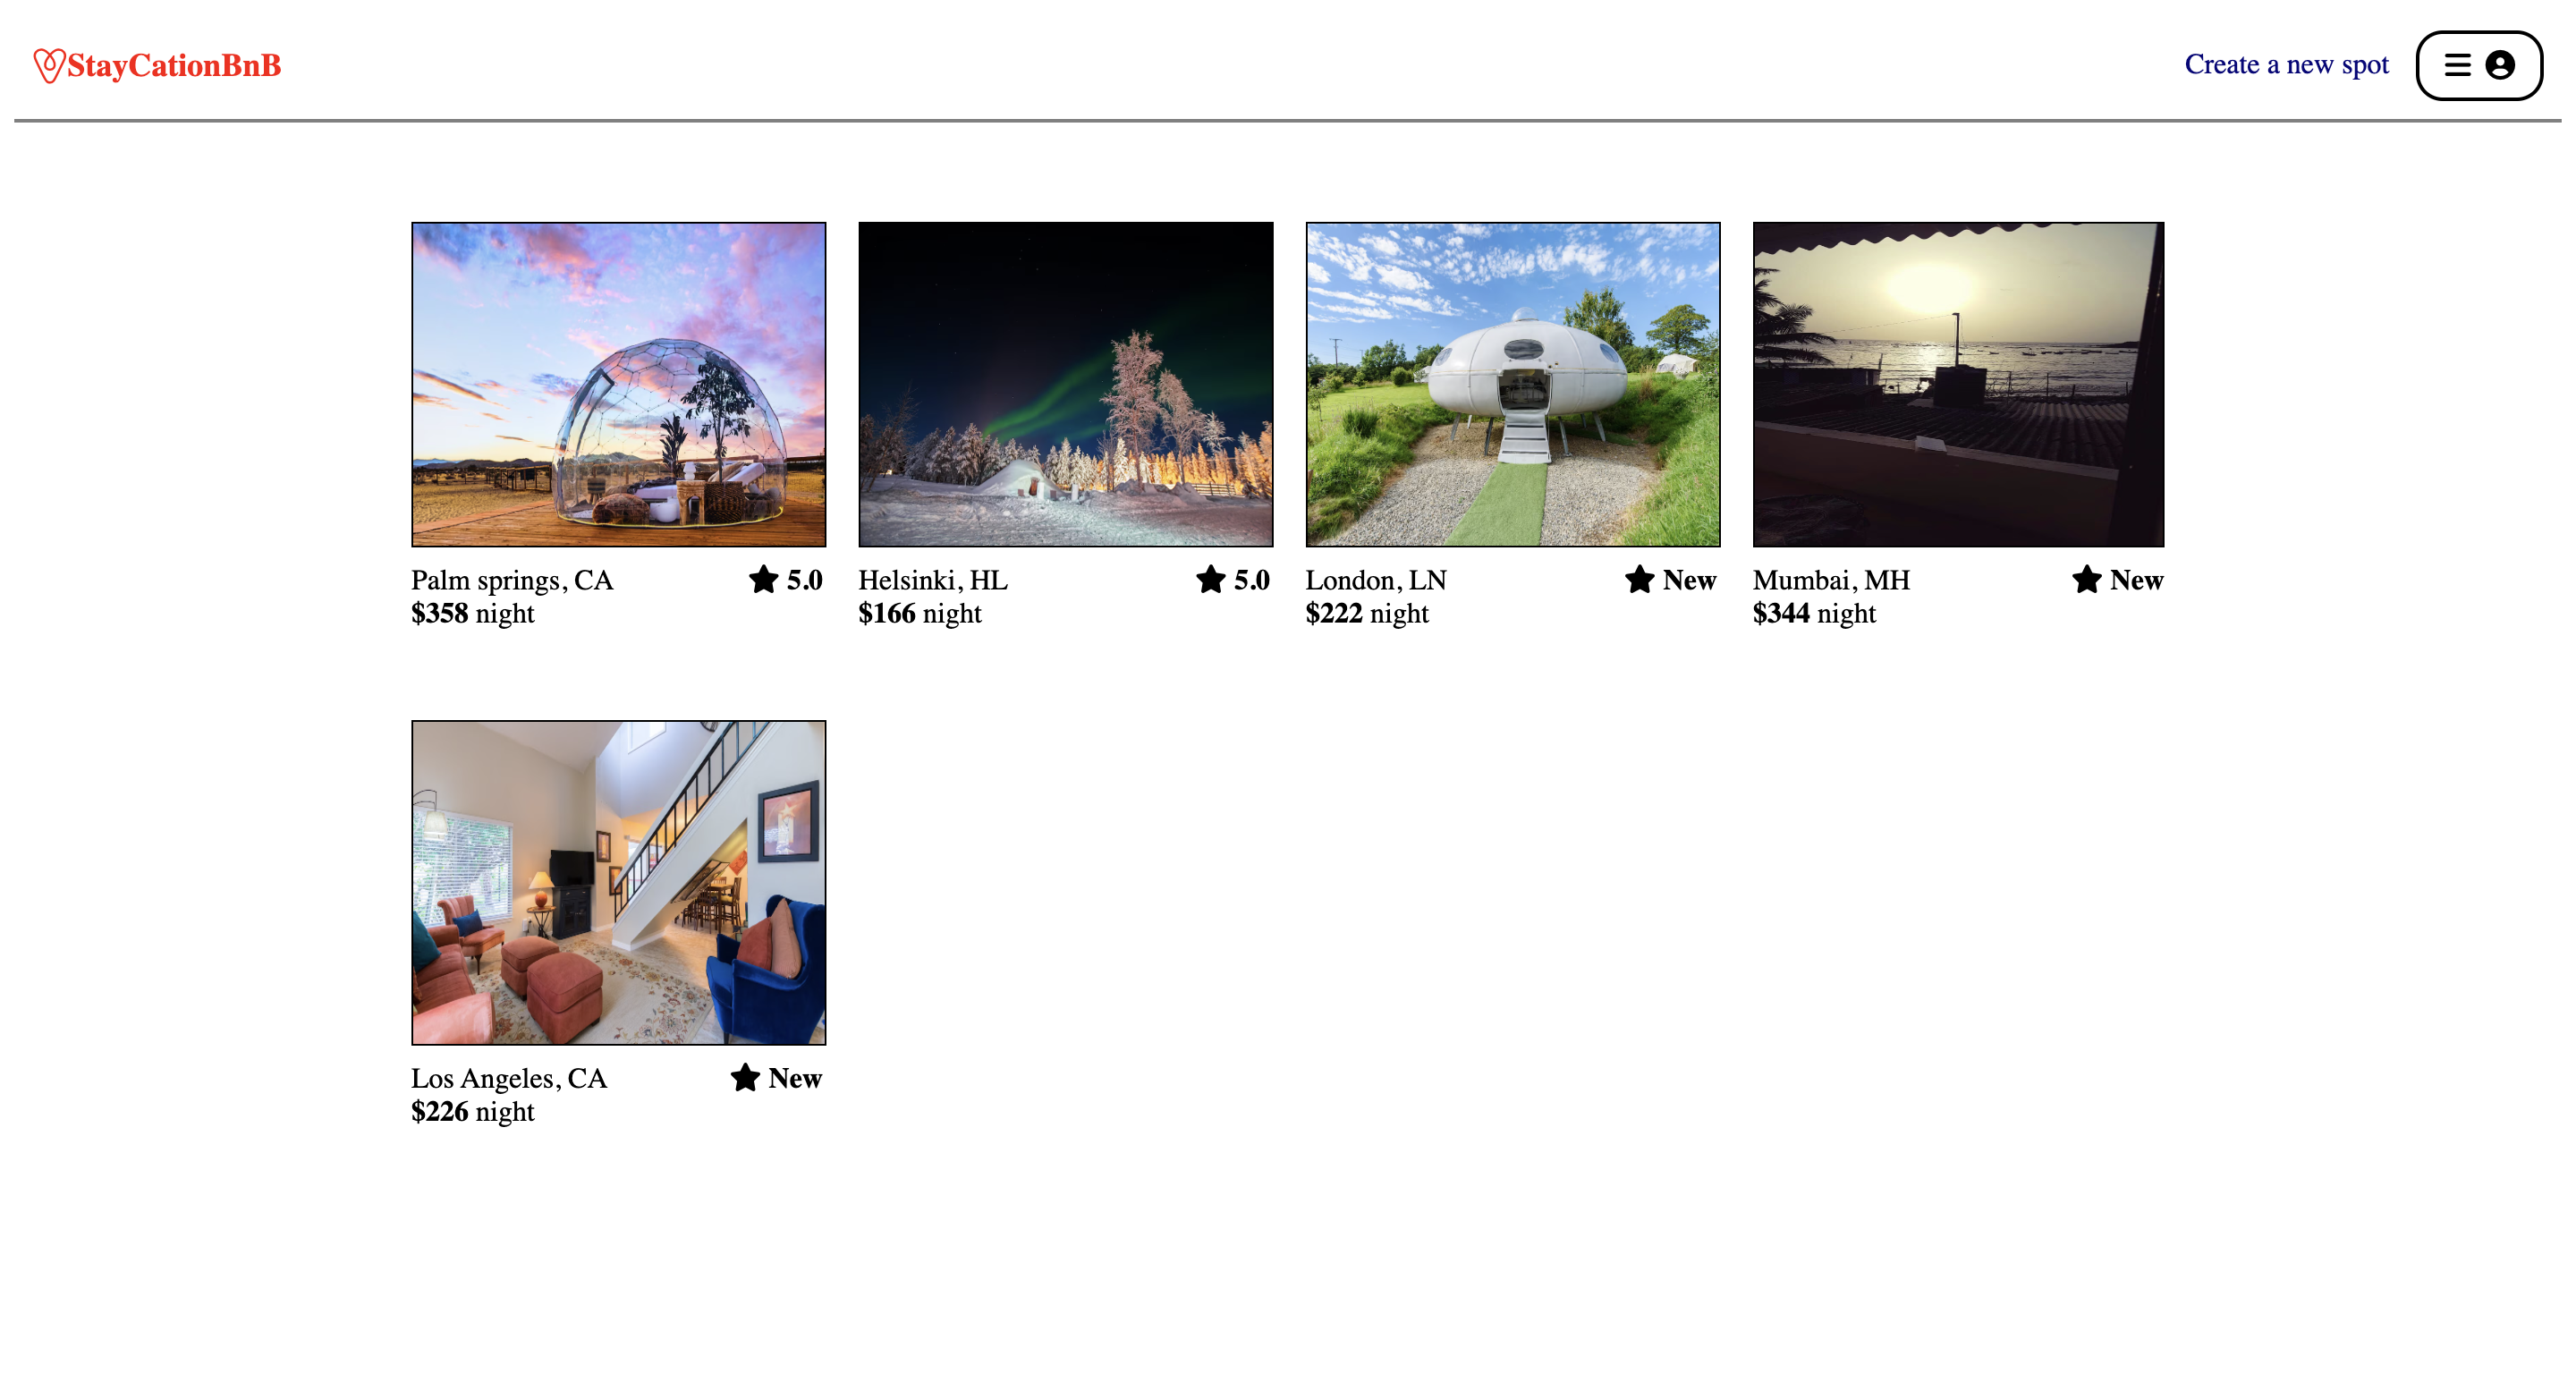 StayCationBnB
Create a new spot
Palm springs, CA
5.0
$358 night
Helsinki, HL
5.0
$166 night
London, LN
New
$222 night
Mumbai, MH
New
$344 night
Los Angeles, CA
New
$226 night